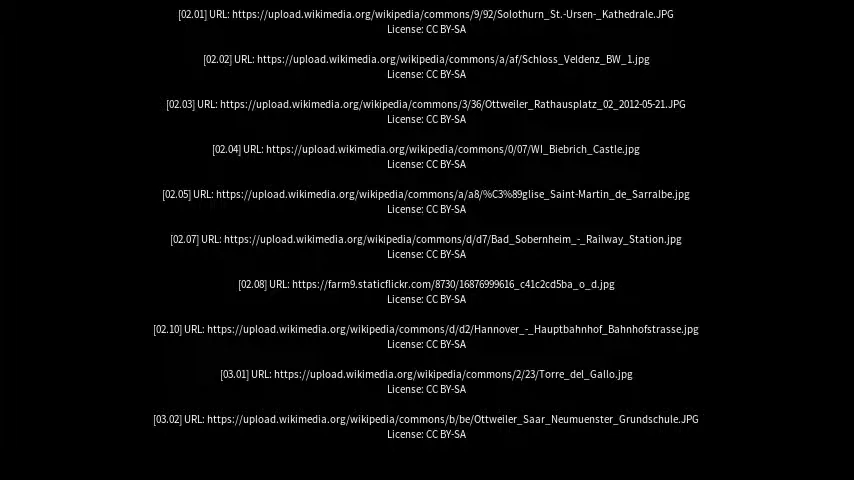 [02.01] URL: https://upload.wikimedia.org/wikipedia/commons/9/92/Solothurn_St.-Ursen-_Kathedrale.JPG
License: CC BY-SA
[02.02] URL: https://upload.wikimedia.org/wikipedia/commons/a/af/Schloss_Veldenz_BW_1.jpg
License: CC BY-SA
[02.03] URL: https://upload.wikimedia.org/wikipedia/commons/3/36/Ottweiler_Rathausplatz_02_2012-05-21.JPG
License: CC BY-SA
[02.04] URL: https://upload.wikimedia.org/wikipedia/commons/0/07/WI_Biebrich_Castle.jpg
License: CC BY-SA
[02.05] URL: https://upload.wikimedia.org/wikipedia/commons/a/a8/%C3%89glise_Saint-Martin_de_Sarralbe.jpg
License: CC BY-SA
[02.07] URL: https://upload.wikimedia.org/wikipedia/commons/d/d7/Bad_Sobernheim_-_Railway_Station.jpg
License: CC BY-SA
[02.08] URL: https://farm9.staticflickr.com/8730/16876999616_c41c2cd5ba_o_d.jpg
License: CC BY-SA
[02.10] URL: https://upload.wikimedia.org/wikipedia/commons/d/d2/Hannover_-_Hauptbahnhof_Bahnhofstrasse.jpg
License: CC BY-SA
[03.01] URL: https://upload.wikimedia.org/wikipedia/commons/2/23/Torre_del_Gallo.jpg
License: CC BY-SA
[03.02] URL: https://upload.wikimedia.org/wikipedia/commons/b/be/Ottweiler_Saar_Neumuenster_Grundschule.JPG
License: CC BY-SA